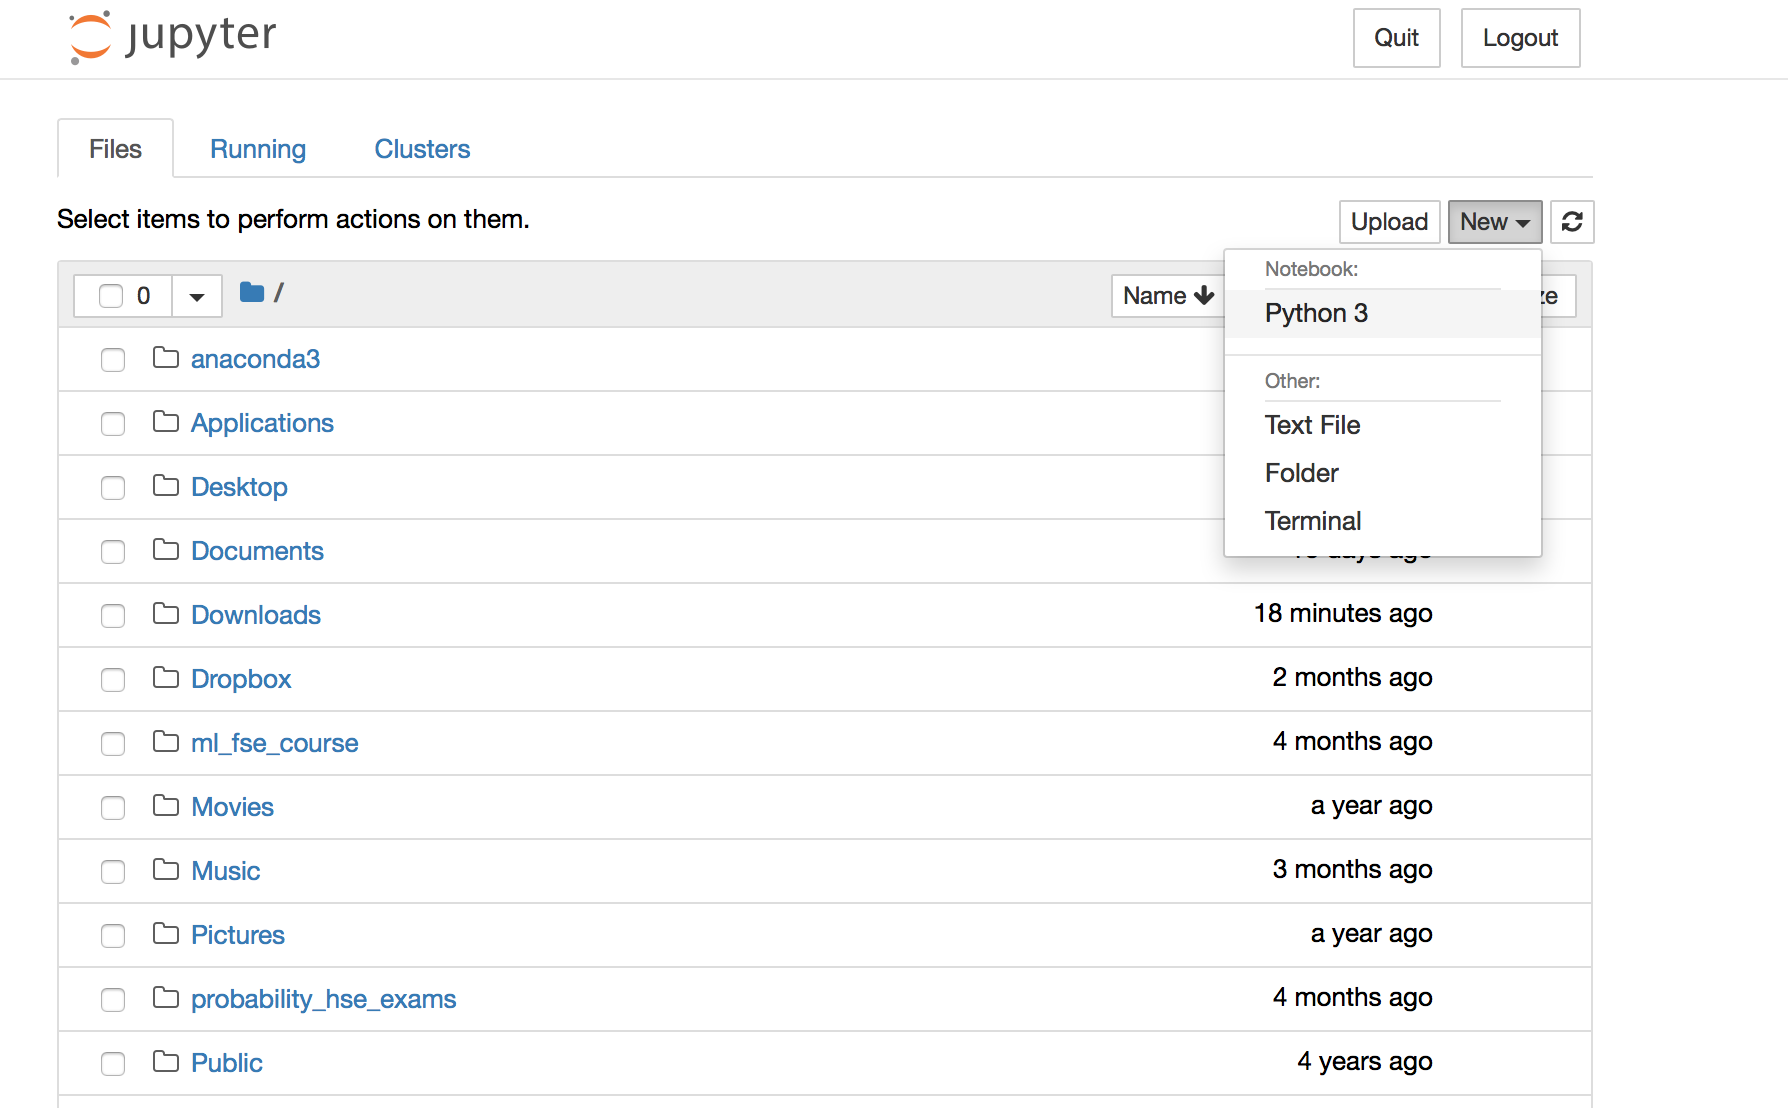 jupyter
Quit Logout
Files Running Clusters
Select items to perform actions on them.
Upload New
Notebook:
0 / Name
Python 3
anaconda3
Other:
Applications
Text File
Folder
Desktop
Terminal
Documents days ago
Downloads 18 minutes ago
Dropbox 2 months ago
ml_fse_course 4 months ago
Movies a year ago
Music 3 months ago
Pictures a year ago
probability_hse_exams 4 months ago
Public 4 years ago